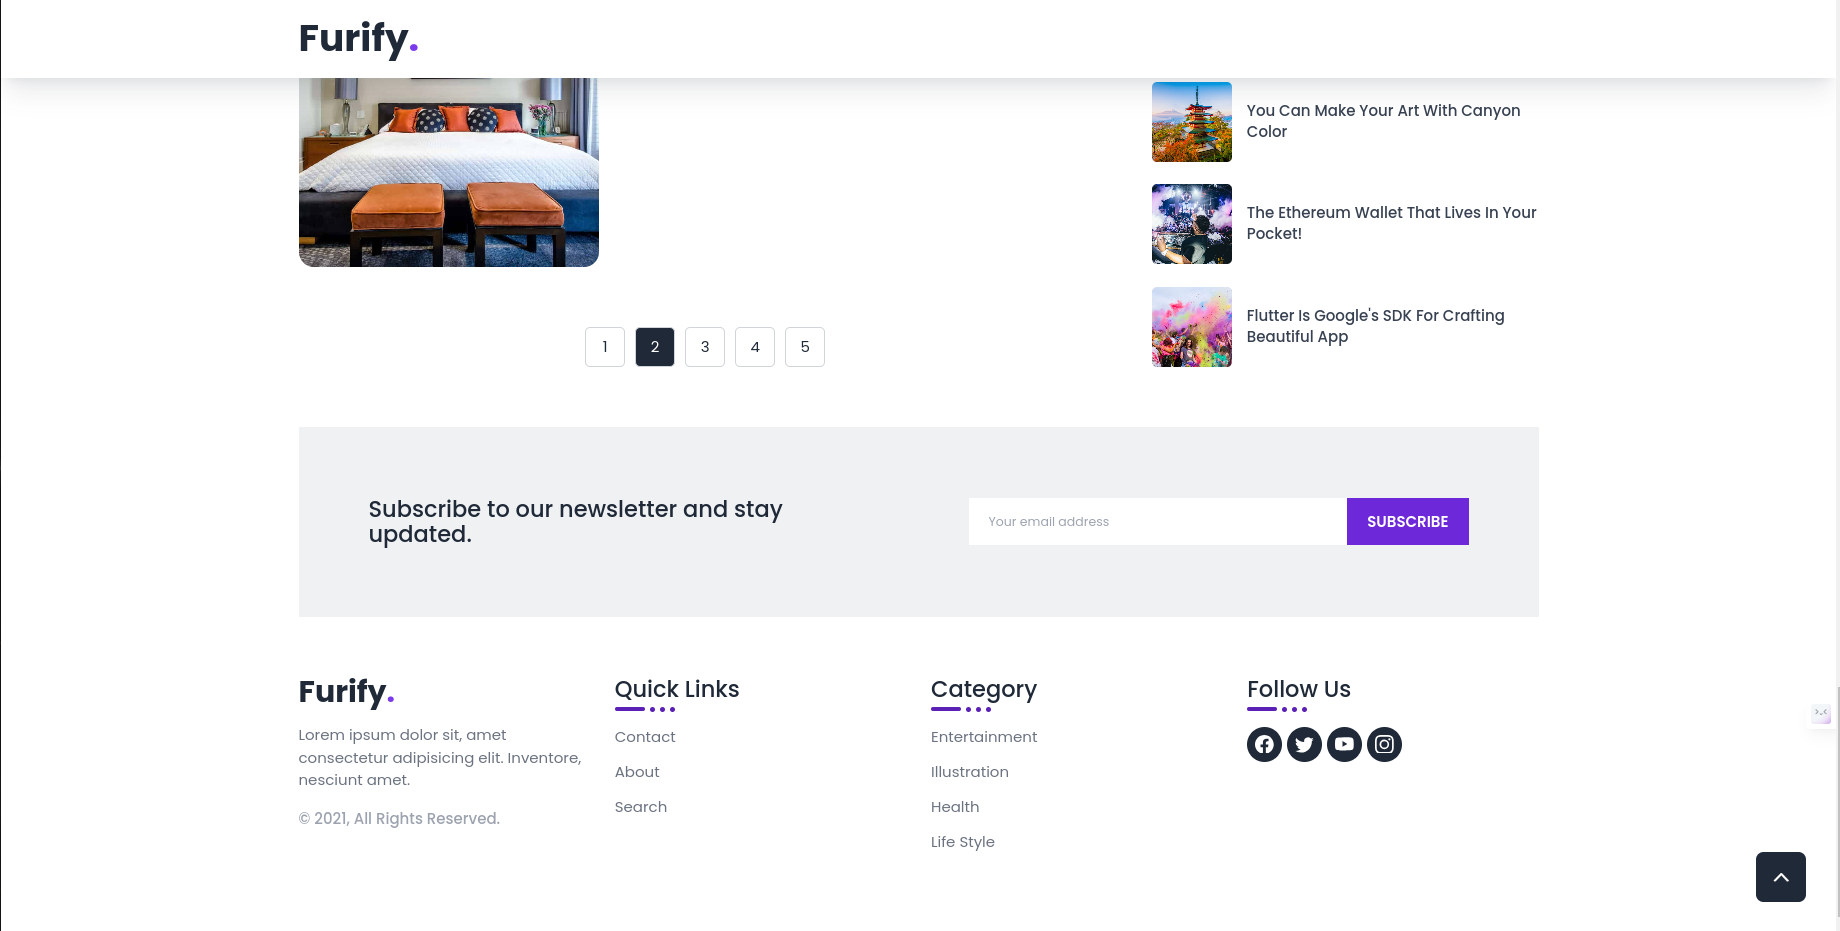 Furify.
You Can Make Your Art With Canyon
Color
The Ethereum Wallet That Lives In Your
Pocket!
Flutter Is Google's SDK For Crafting
Beautiful App
1 2 3 4 5
Subscribe to our newsletter and stay
updated.
Your email address
SUBSCRIBE
Furify.
Lorem ipsum dolor sit, amet
consectetur adipisicing elit. Inventore,
nesciunt amet.
© 2021, All Rights Reserved.
Quick Links
Contact
About
Search
Category
Entertainment
Illustration
Health
Life Style
Follow Us